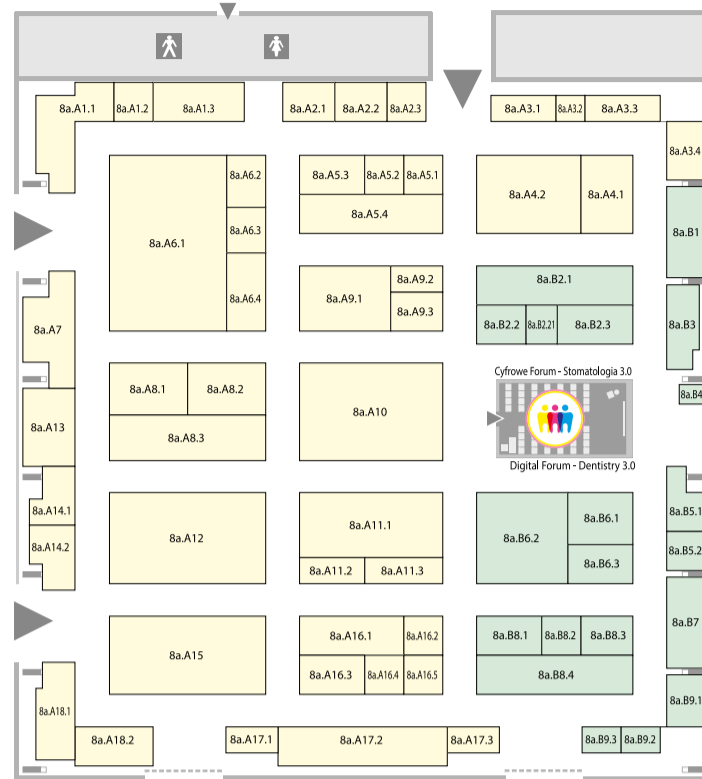 8a.A1.1
8a.A1.2
8a.A1.3
8a.A2.1
8a.A2.2
8a.A2.3
8a.A3.1
8a.A3.2
8a.A3.3
8a.A3.4
8a.A6.1
8a.A6.2
8a.A6.3
8a.A6.4
8a.A5.3
8a.A5.2
8a.A5.1
8a.A5.4
8a.A4.2
8a.A4.1
8a.B1
8a.A7
8a.A9.1
8a.A9.2
8a.A9.3
8a.B2.1
8a.B2.2
8a.B2.21
8a.B2.3
8a.B3
8a.A8.1
8a.A8.2
8a.A8.3
8a.A10
Cyfrowe Forum - Stomatologia 3.0
Digital Forum - Dentistry 3.0
8a.B4
8a.A13
8a.A14.1
8a.A14.2
8a.A12
8a.A11.1
8a.A11.2
8a.A11.3
8a.B6.2
8a.B6.1
8a.B6.3
8a.B5.1
8a.B5.2
8a.A15
8a.A16.1
8a.A16.2
8a.A16.3
8a.A16.4
8a.A16.5
8a.B8.1
8a.B8.2
8a.B8.3
8a.B8.4
8a.B7
8a.B9.1
8a.A18.1
8a.A18.2
8a.A17.1
8a.A17.2
8a.A17.3
8a.B9.3
8a.B9.2